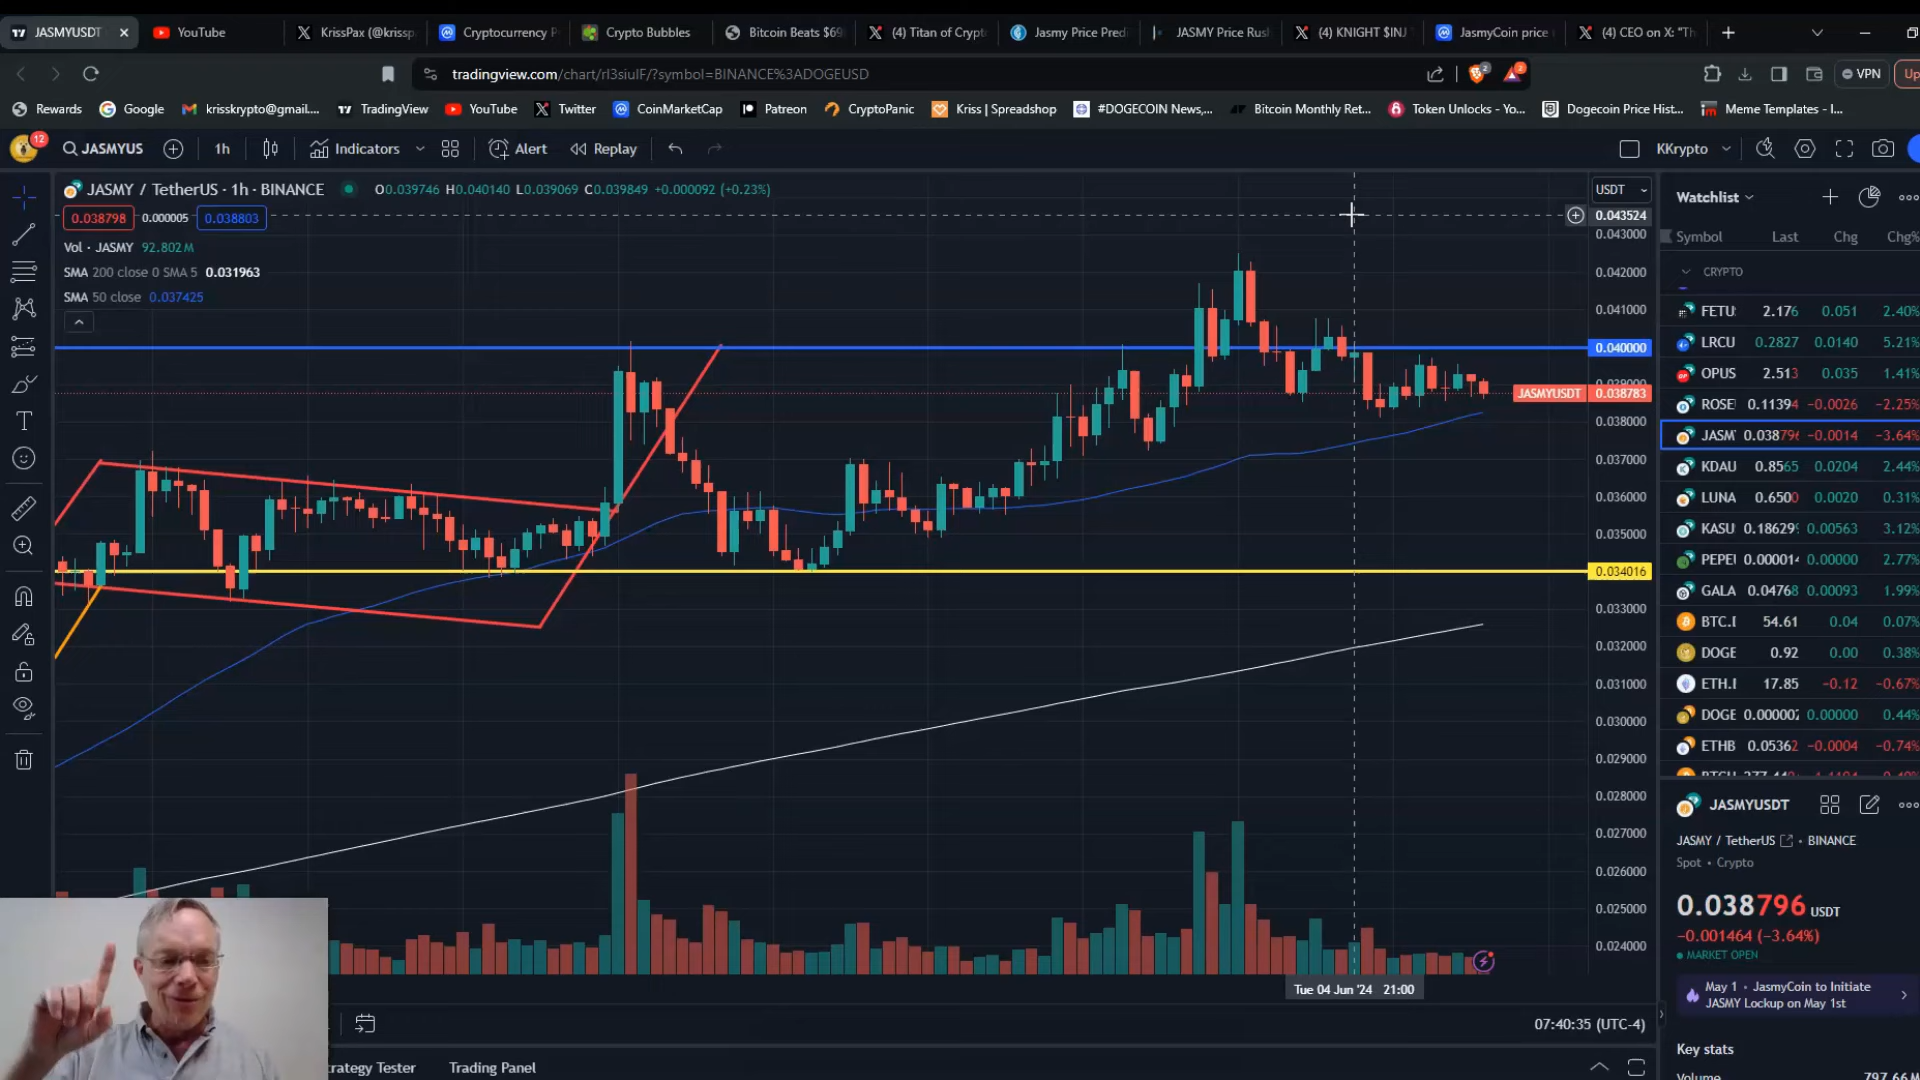 JASMYUSDT
YouTube
KrissPax (@krissp
Cryptocurrency P
Crypto Bubbles
Bitcoin Beats $69
(4) Titan of Crypt
Jasmy Price Pred
JASMY Price Rus
(4) KNIGHT $INJ
JasmyCoin price
(4) CEO on X: "Th
tradingview.com/chart/rl3siuIF/?symbol=BINANCE%3ADOGEUSD
2
2
VPN
Up
Rewards
Google
krisskrypto@gmail....
TradingView
YouTube
Twitter
CoinMarketCap
Patreon
CryptoPanic
Kriss | Spreadshop
#DOGECOIN News,...
Bitcoin Monthly Ret...
Token Unlocks - Yo...
Dogecoin Price Hist...
Meme Templates - I...
12
JASMYUS
1h
Indicators
Alert
Replay
KKrypto
JASMY / TetherUS · 1h · BINANCE
O0.039746 H0.040140 L0.039069 C0.039849 +0.000092 (+0.23%)
0.038798 0.000005 0.038803
Vol · JASMY 92.802 M
SMA 200 close 0 SMA 5 0.031963
SMA 50 close 0.037425
USDT
0.043524
0.043000
0.042000
0.041000
0.040000
JASMYUSDT 0.038783
0.038000
0.037000
0.036000
0.035000
0.034016
0.033000
0.032000
0.031000
0.030000
0.029000
0.028000
0.027000
0.026000
0.025000
0.024000
Tue 04 Jun '24 21:00
07:40:35 (UTC-4)
rategy Tester
Trading Panel
Watchlist
Symbol Last Chg Chg%
CRYPTO
FETU 2.176 0.051 2.40%
LRCU 0.2827 0.0140 5.21%
OPUS 2.513 0.035 1.41%
ROSE 0.11394 -0.0026 -2.25%
JASM 0.038796 -0.0014 -3.64%
KDAU 0.8565 0.0204 2.44%
LUNA 0.6500 0.0020 0.31%
KASU 0.18629 0.00563 3.12%
PEPE 0.000014 0.00000 2.77%
GALA 0.04768 0.00093 1.99%
BTC.I 54.61 0.04 0.07%
DOGE 0.92 0.00 0.38%
ETH.I 17.85 -0.12 -0.67%
DOGE 0.000002 0.00000 0.44%
ETHB 0.05362 -0.0004 -0.74%
JASMYUSDT
JASMY / TetherUS • BINANCE
Spot • Crypto
0.038796 USDT
-0.001464 (-3.64%)
MARKET OPEN
May 1 • JasmyCoin to Initiate
JASMY Lockup on May 1st
Key stats
Volume 797.66 M